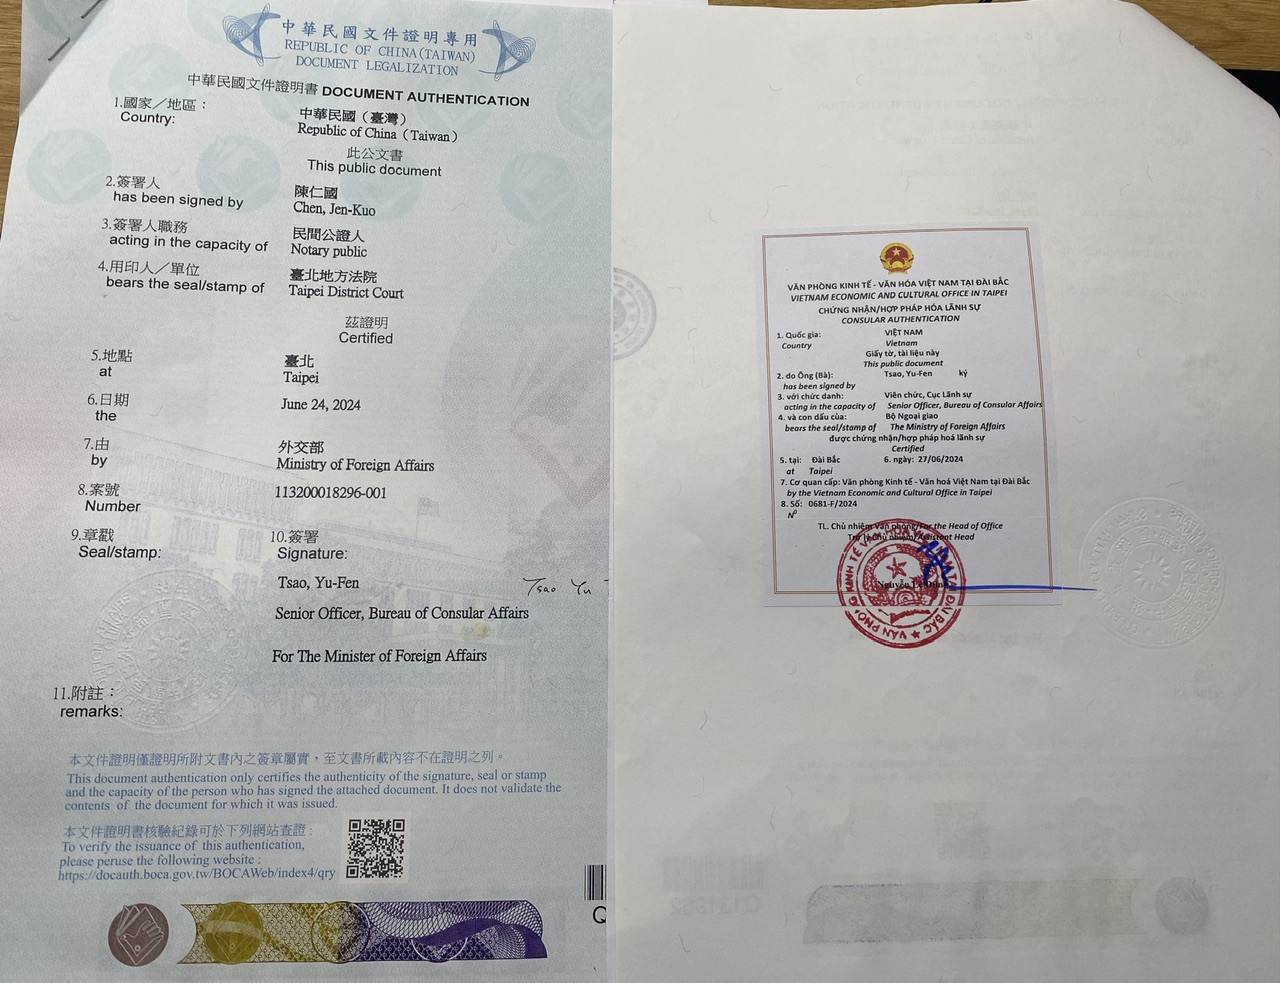 中華民國文件證明專用
REPUBLIC OF CHINA(TAIWAN)
DOCUMENT LEGALIZATION
中華民國文件證明書 DOCUMENT AUTHENTICATION
1.國家／地區： 中華民國（臺灣）
Country: Republic of China（Taiwan）
此公文書
This public document
2.簽署人 陳仁國
has been signed by Chen, Jen-Kuo
3.簽署人職務 民間公證人
acting in the capacity of Notary public
4.用印人／單位 臺北地方法院
bears the seal/stamp of Taipei District Court
茲證明
Certified
5.地點 臺北
at Taipei
6.日期 June 24, 2024
the
7.由 外交部
by Ministry of Foreign Affairs
8.案號 113200018296-001
Number
9.章戳 10.簽署
Seal/stamp: Signature:
Tsao, Yu-Fen
Tsao Yu
Senior Officer, Bureau of Consular Affairs
For The Minister of Foreign Affairs
11.附註：
remarks:
本文件證明僅證明所附文書內之簽章屬實，至文書所載內容不在證明之列。
This document authentication only certifies the authenticity of the signature, seal or stamp
and the capacity of the person who has signed the attached document. It does not validate the
contents of the document for which it was issued.
本文件證明書核驗紀錄可於下列網站查證：
To verify the issuance of this authentication,
please peruse the following website :
https://docauth.boca.gov.tw/BOCAWeb/index4/qry
Q
VĂN PHÒNG KINH TẾ - VĂN HÓA VIỆT NAM TẠI ĐÀI BẮC
VIETNAM ECONOMIC AND CULTURAL OFFICE IN TAIPEI
CHỨNG NHẬN/HỢP PHÁP HÓA LÃNH SỰ
CONSULAR AUTHENTICATION
1. Quốc gia: VIỆT NAM
Country Vietnam
Giấy tờ, tài liệu này
This public document
2. do Ông (Bà): Tsao, Yu-Fen ký
has been signed by
3. với chức danh: Viên chức, Cục Lãnh sự
acting in the capacity of Senior Officer, Bureau of Consular Affairs
4. và con dấu của: Bộ Ngoại giao
bears the seal/stamp of The Ministry of Foreign Affairs
được chứng nhận/hợp pháp hoá lãnh sự
Certified
5. tại: Đài Bắc 6. ngày: 27/06/2024
at Taipei
7. Cơ quan cấp: Văn phòng Kinh tế - Văn hoá Việt Nam tại Đài Bắc
by the Vietnam Economic and Cultural Office in Taipei
8. Số: 0681-F/2024
Nº
TL. Chủ nhiệm Văn phòng/For the Head of Office
Trợ lý Chủ nhiệm/Assistant Head